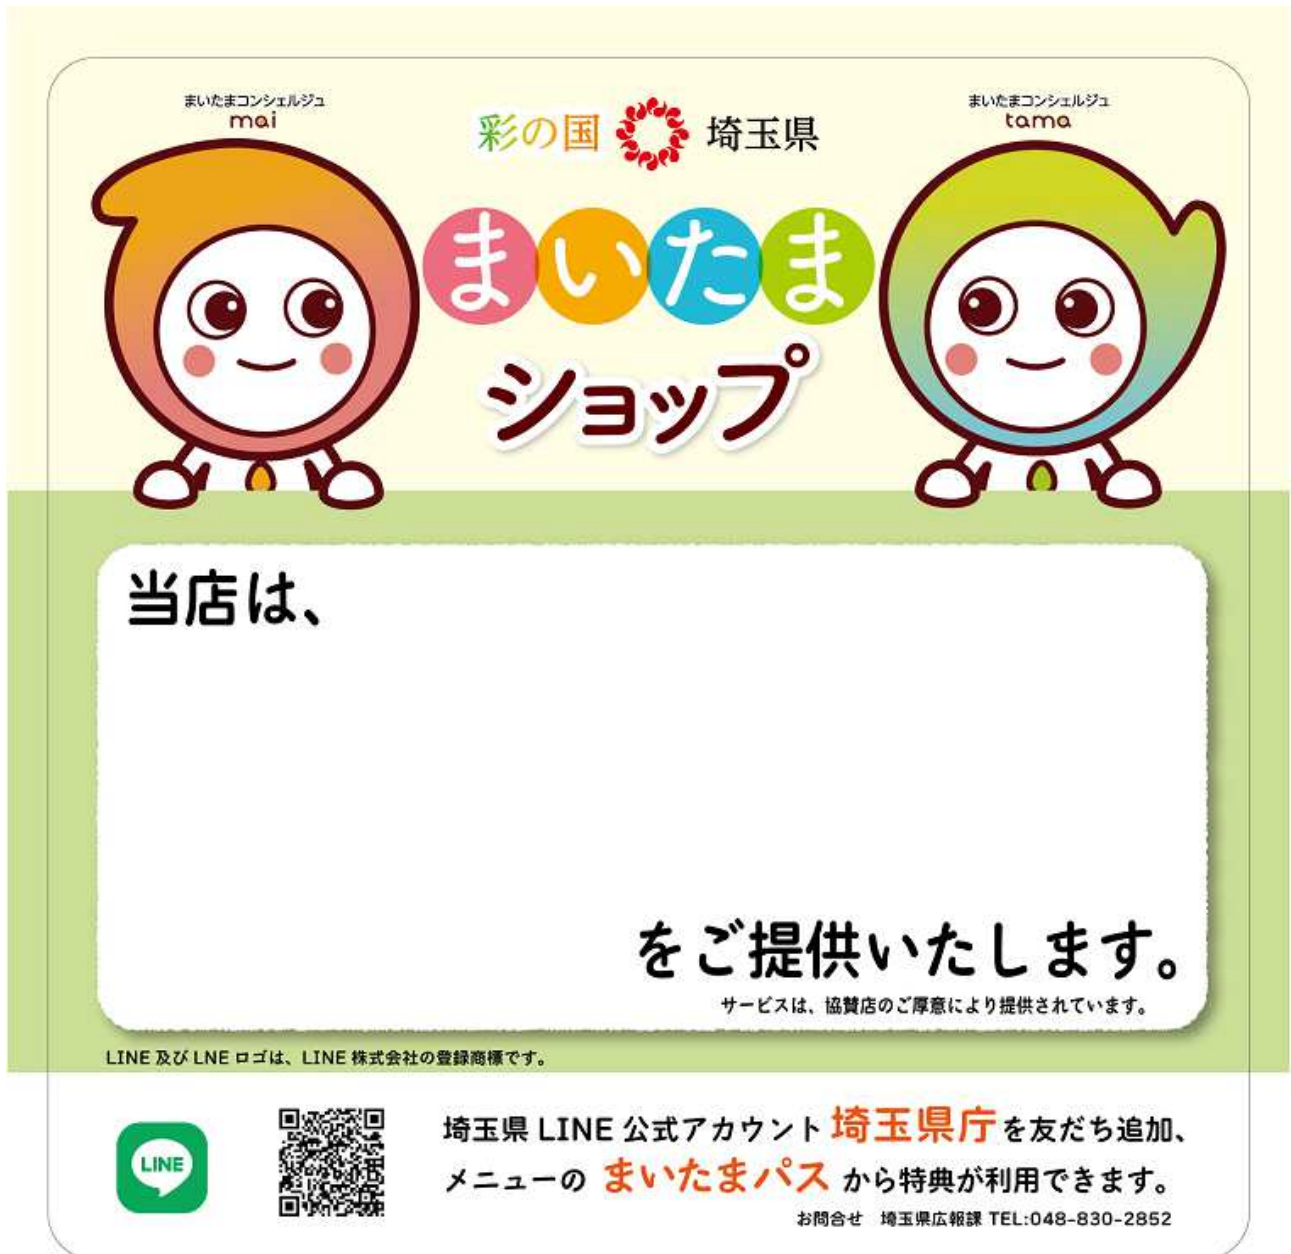 まいたまコンシェルジュ
mai
彩の国 埼玉県
まいたまコンシェルジュ
tama
まいたま
ショップ
当店は、
をご提供いたします。
サービスは、協賛店のご厚意により提供されています。
LINE 及び LNE ロゴは、LINE 株式会社の登録商標です。
LINE
埼玉県 LINE 公式アカウント 埼玉県庁を友だち追加、
メニューの まいたまパス から特典が利用できます。
お問合せ 埼玉県広報課 TEL:048-830-2852